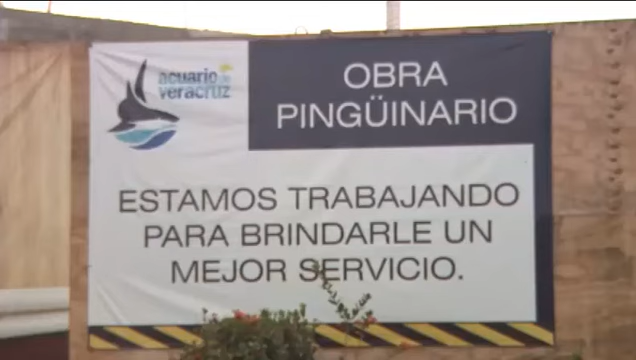 acuario de
veracruz
OBRA
PINGÜINARIO
ESTAMOS TRABAJANDO
PARA BRINDARLE UN
MEJOR SERVICIO.